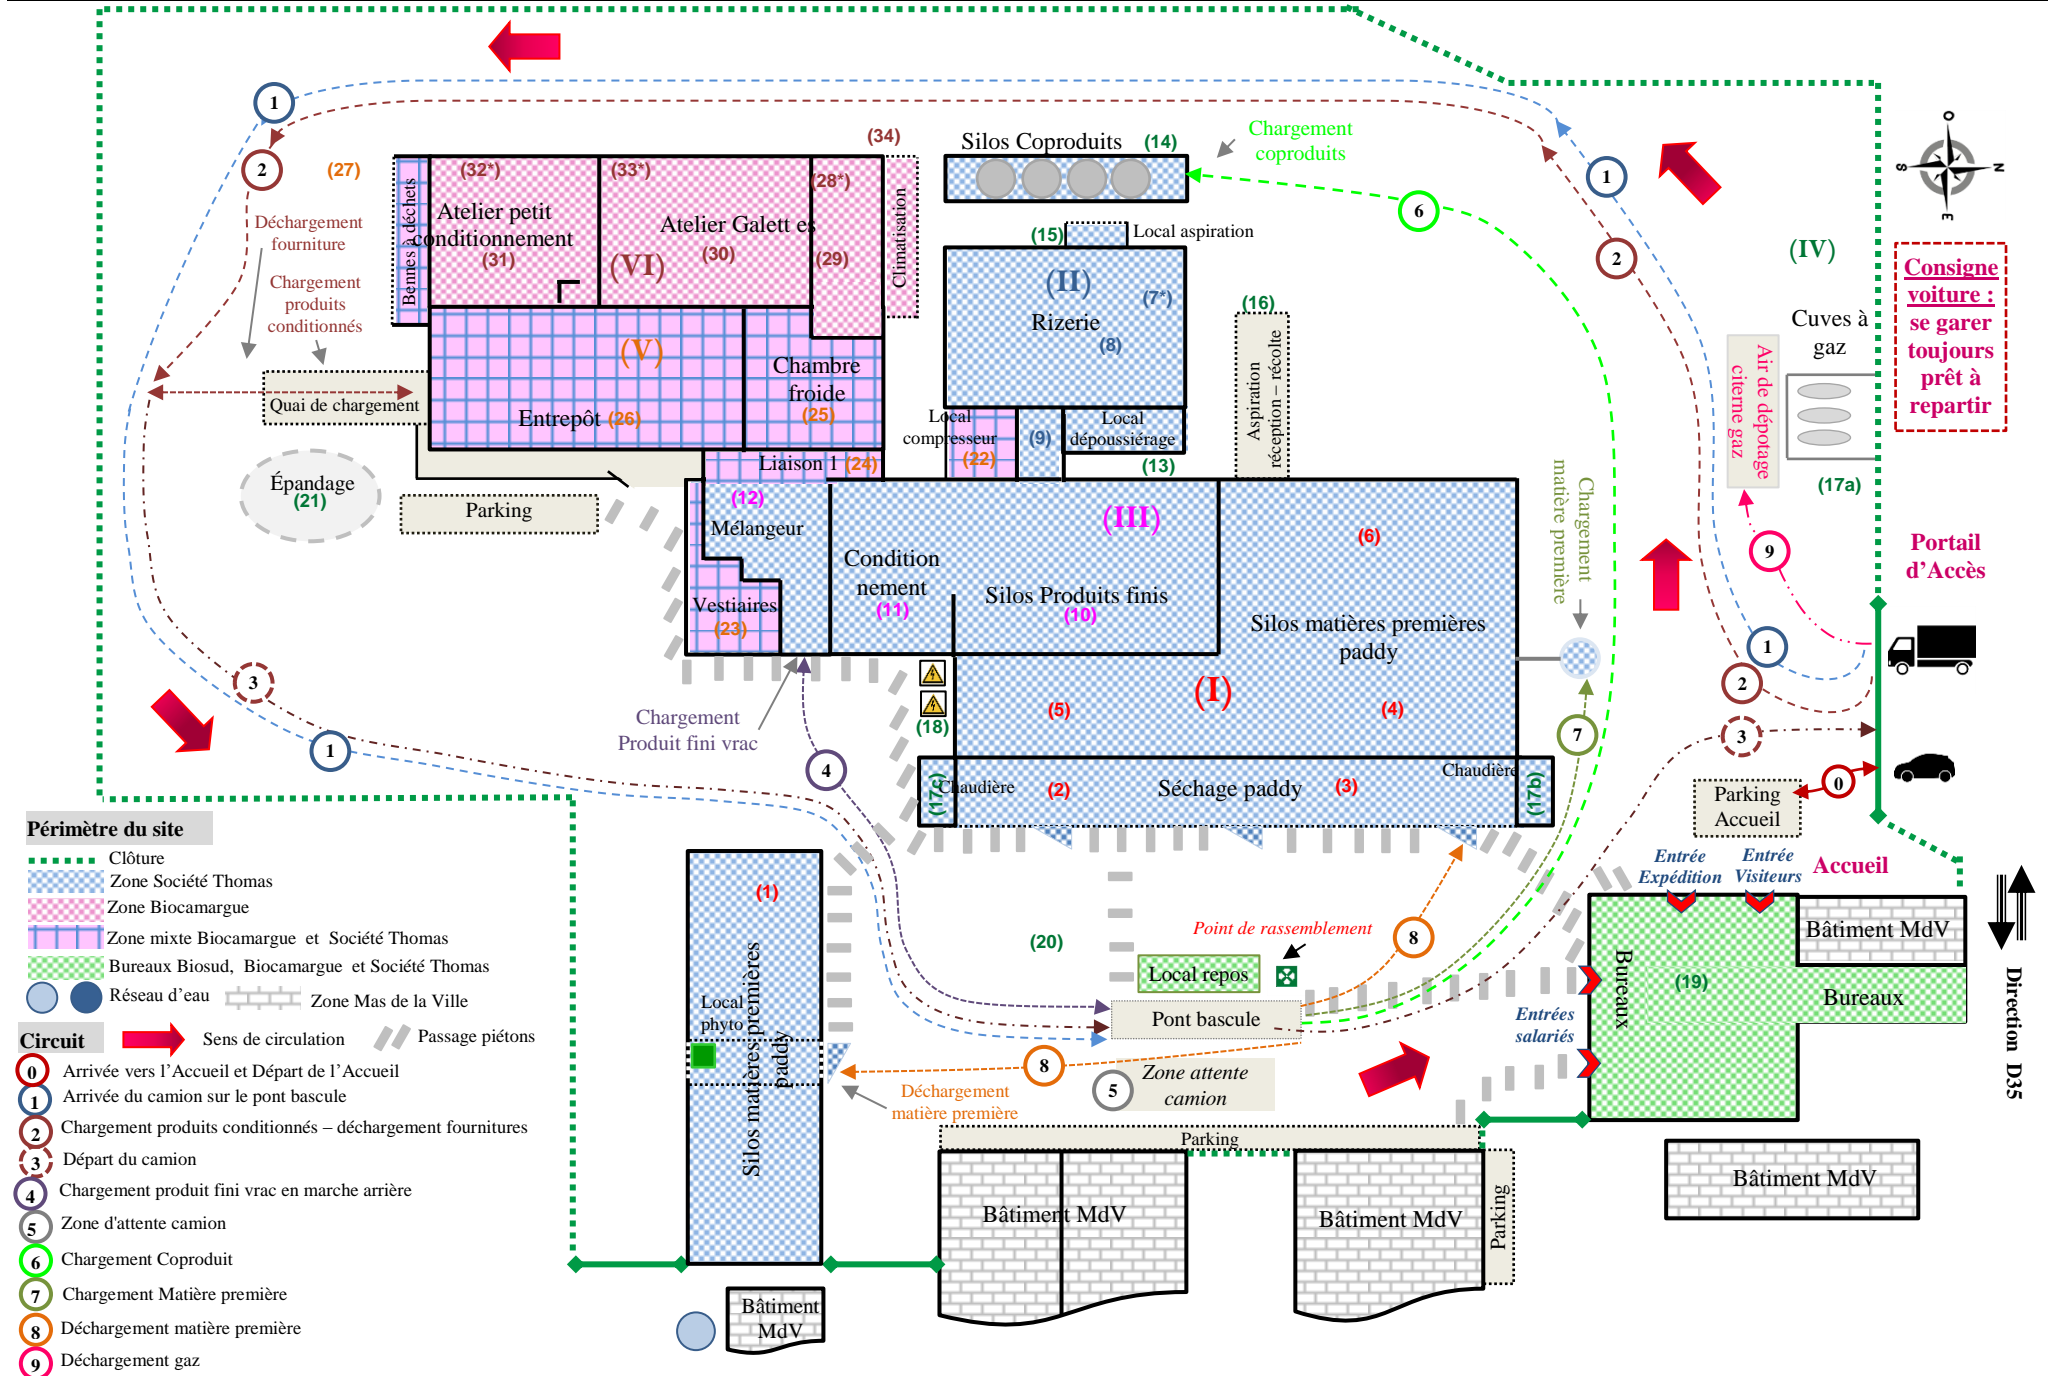 1
2
(27)
Déchargement
fourniture
Chargement
produits
conditionnés
Bennes à déchets
(32*)
Atelier petit
conditionnement
(31)
(33*)
Atelier Galett es
(VI)
(30)
(28*)
(29)
(34)
Climatisation
Silos Coproduits
(14)
Chargement
coproduits
6
1
2
O
N
S
E
(IV)
Consigne
voiture :
se garer
toujours
prêt à
repartir
(15)
Local aspiration
(II)
(7*)
Rizerie
(8)
(16)
Aspiration
réception – récolte
Cuves à
gaz
Air de dépotage
citerne gaz
(17a)
Quai de chargement
(V)
Entrepôt
(26)
Chambre
froide
(25)
Local
compresseur
(22)
(9)
Local
dépoussiérage
(13)
Liaison 1
(24)
Épandage
(21)
Parking
(12)
Mélangeur
Vestiaires
(23)
Condition
nement
(11)
(III)
Silos Produits finis
(10)
(6)
Silos matières premières
paddy
(I)
(5)
(4)
Chargement
matière première
9
Portail
d’Accès
1
2
3
7
3
1
Chargement
Produit fini vrac
4
(18)
(17c)
Chaudière
(2)
Séchage paddy
(3)
Chaudière
(17b)
0
Parking
Accueil
Accueil
Entrée
Expédition
Entrée
Visiteurs
Bâtiment MdV
Bureaux
(19)
Bureaux
Direction D35
Entrées
salariés
(1)
Silos matières premières
paddy
Local
phyto
(20)
Point de rassemblement
Local repos
8
Pont bascule
8
5
Zone attente
camion
Déchargement
matière première
Parking
Bâtiment MdV
Bâtiment MdV
Parking
Bâtiment MdV
Bâtiment
MdV
Périmètre du site
Clôture
Zone Société Thomas
Zone Biocamargue
Zone mixte Biocamargue et Société Thomas
Bureaux Biosud, Biocamargue et Société Thomas
Réseau d’eau
Zone Mas de la Ville
Circuit
Sens de circulation
Passage piétons
0 Arrivée vers l’Accueil et Départ de l’Accueil
1 Arrivée du camion sur le pont bascule
2 Chargement produits conditionnés – déchargement fournitures
3 Départ du camion
4 Chargement produit fini vrac en marche arrière
5 Zone d'attente camion
6 Chargement Coproduit
7 Chargement Matière première
8 Déchargement matière première
9 Déchargement gaz